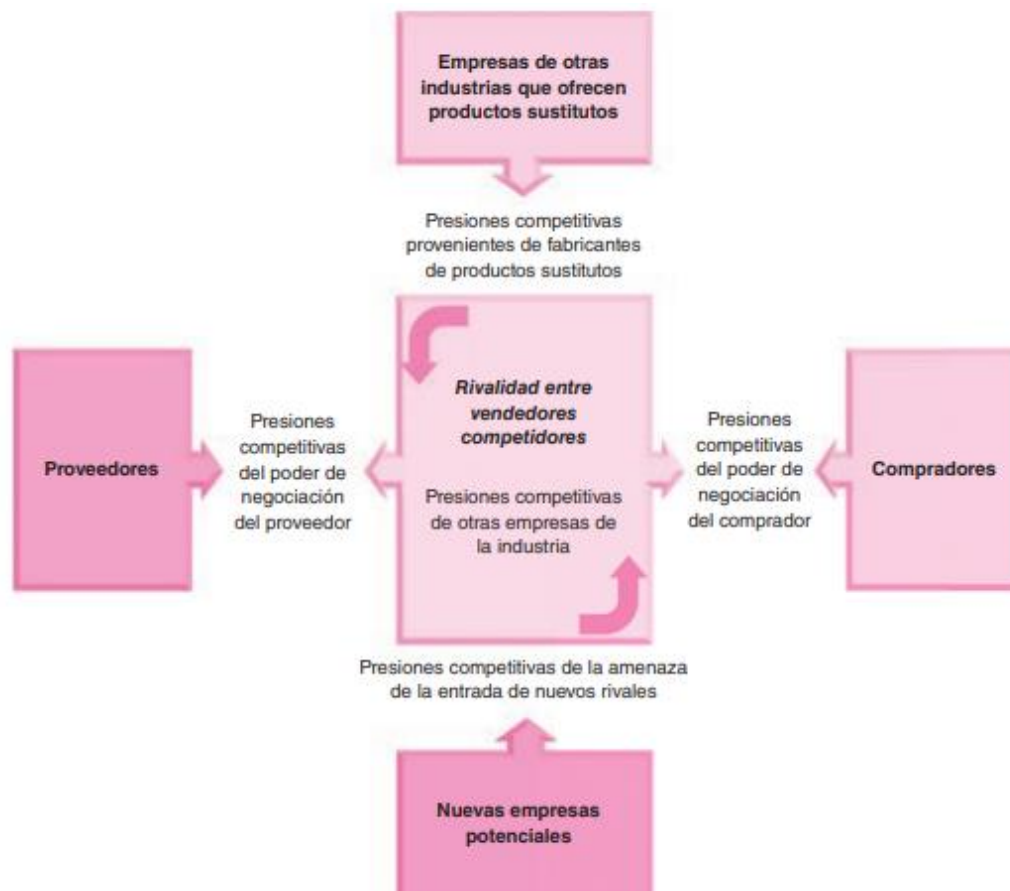 Empresas de otras
industrias que ofrecen
productos sustitutos
Presiones competitivas
provenientes de fabricantes
de productos sustitutos
Proveedores
Presiones
competitivas
del poder de
negociación
del proveedor
Rivalidad entre
vendedores
competidores
Presiones competitivas
de otras empresas de
la industria
Presiones
competitivas
del poder de
negociación
del comprador
Compradores
Presiones competitivas de la amenaza
de la entrada de nuevos rivales
Nuevas empresas
potenciales